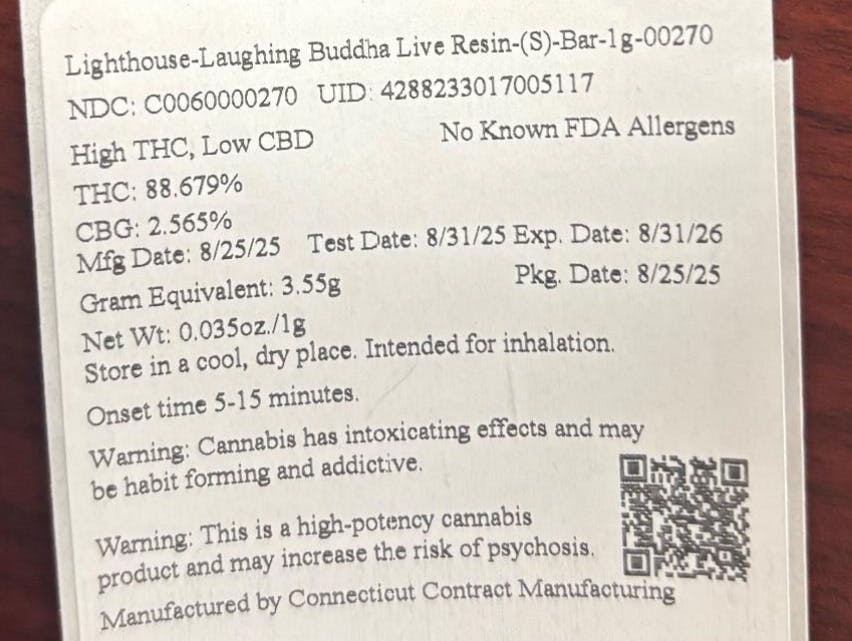 Lighthouse-Laughing Buddha Live Resin-(S)-Bar-1g-00270
NDC: C0060000270 UID: 4288233017005117
High THC, Low CBD No Known FDA Allergens
THC: 88.679%
CBG: 2.565%
Mfg Date: 8/25/25 Test Date: 8/31/25 Exp. Date: 8/31/26
Gram Equivalent: 3.55g Pkg. Date: 8/25/25
Net Wt: 0.035oz./1g
Store in a cool, dry place. Intended for inhalation.
Onset time 5-15 minutes.
Warning: Cannabis has intoxicating effects and may
be habit forming and addictive.
Warning: This is a high-potency cannabis
product and may increase the risk of psychosis.
Manufactured by Connecticut Contract Manufacturing